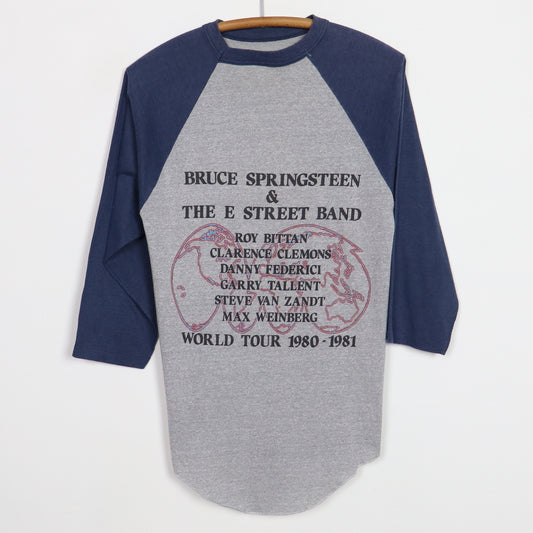 BRUCE SPRINGSTEEN
&
THE E STREET BAND
ROY BITTAN
CLARENCE CLEMONS
DANNY FEDERICI
GARRY TALLENT
STEVE VAN ZANDT
MAX WEINBERG
WORLD TOUR 1980-1981